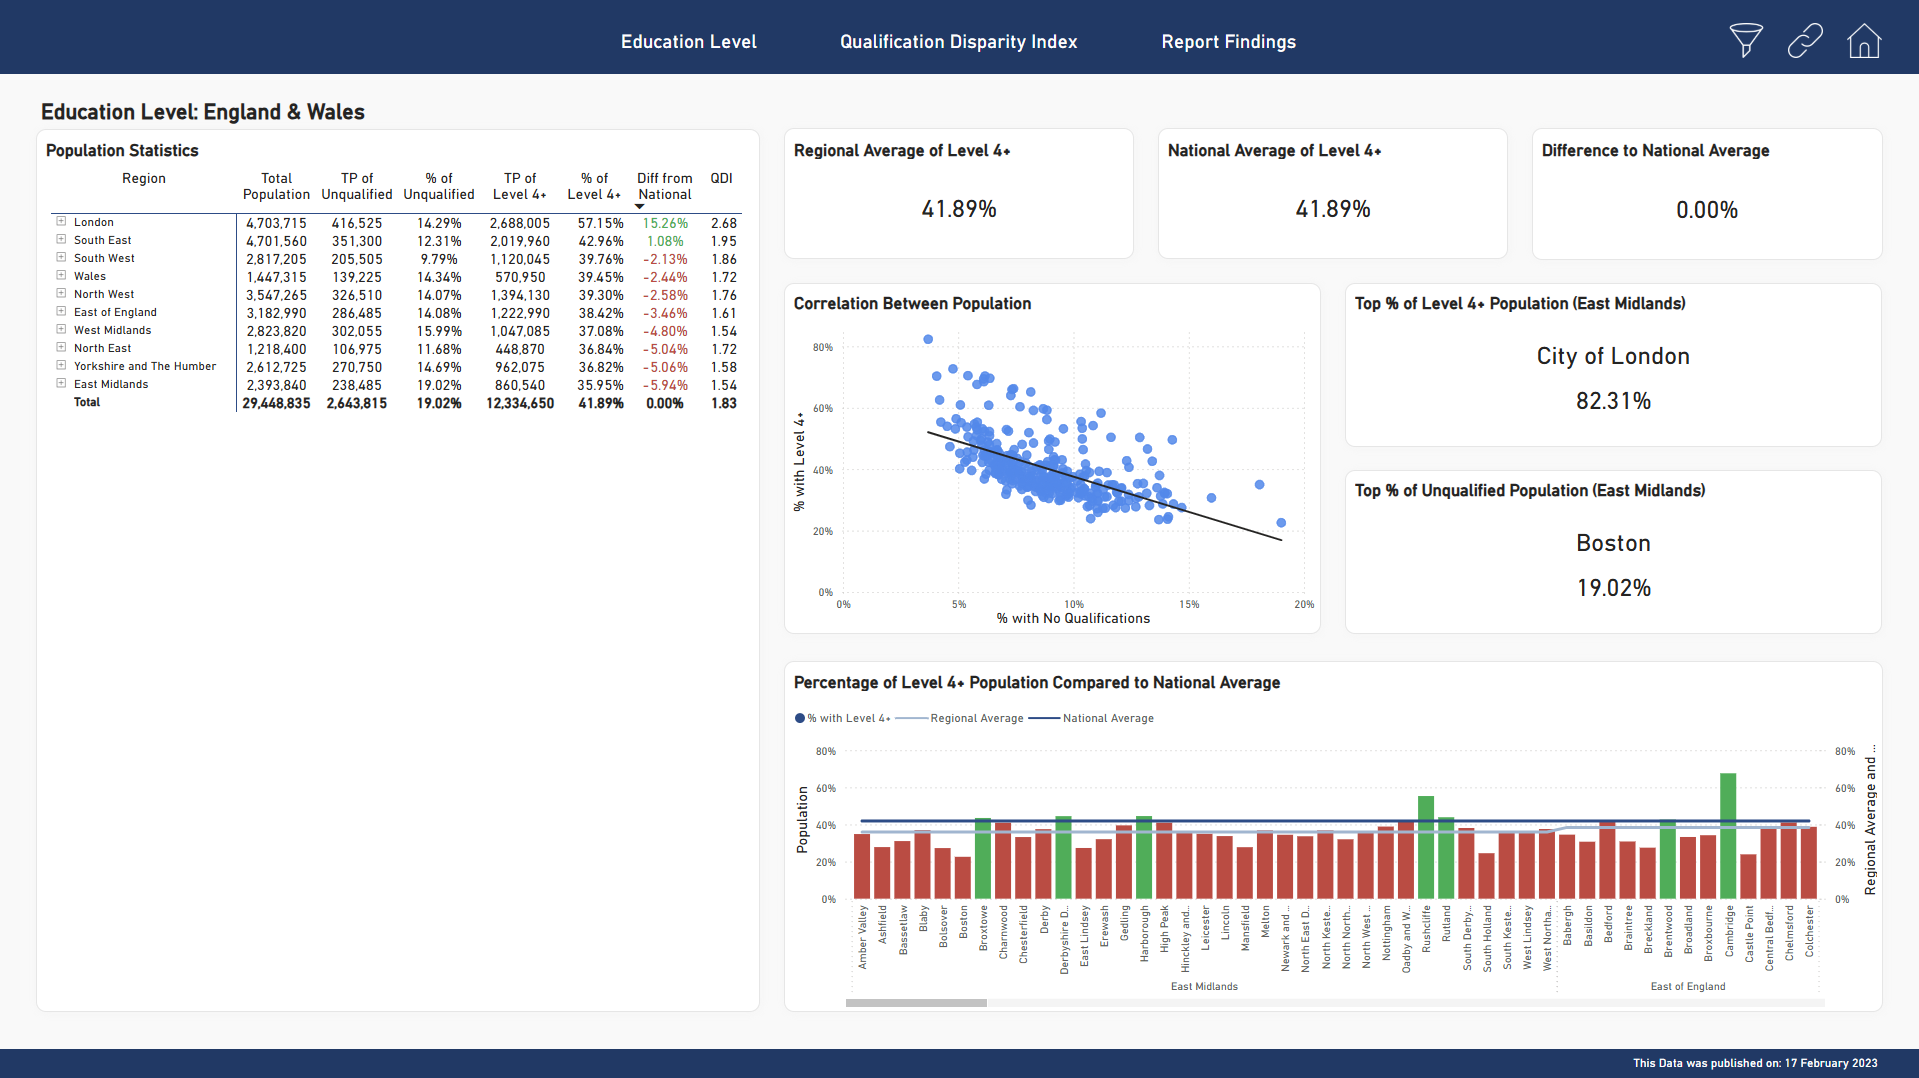 Education Level
Qualification Disparity Index
Report Findings
Education Level: England & Wales
Population Statistics
Region Total Population TP of Unqualified % of Unqualified TP of Level 4+ % of Level 4+ Diff from National QDI
London 4,703,715 416,525 14.29% 2,688,005 57.15% 15.26% 2.68
South East 4,701,560 351,300 12.31% 2,019,960 42.96% 1.08% 1.95
South West 2,817,205 205,505 9.79% 1,120,045 39.76% -2.13% 1.86
Wales 1,447,315 139,225 14.34% 570,950 39.45% -2.44% 1.72
North West 3,547,265 326,510 14.07% 1,394,130 39.30% -2.58% 1.76
East of England 3,182,990 286,485 14.08% 1,222,990 38.42% -3.46% 1.61
West Midlands 2,823,820 302,055 15.99% 1,047,085 37.08% -4.80% 1.54
North East 1,218,400 106,975 11.68% 448,870 36.84% -5.04% 1.72
Yorkshire and The Humber 2,612,725 270,750 14.69% 962,075 36.82% -5.06% 1.58
East Midlands 2,393,840 238,485 19.02% 860,540 35.95% -5.94% 1.54
Total 29,448,835 2,643,815 19.02% 12,334,650 41.89% 0.00% 1.83
Regional Average of Level 4+
41.89%
National Average of Level 4+
41.89%
Difference to National Average
0.00%
Correlation Between Population
% with Level 4+
80%
60%
40%
20%
0%
0% 5% 10% 15% 20%
% with No Qualifications
Top % of Level 4+ Population (East Midlands)
City of London
82.31%
Top % of Unqualified Population (East Midlands)
Boston
19.02%
Percentage of Level 4+ Population Compared to National Average
% with Level 4+ Regional Average National Average
Population
80%
60%
40%
20%
0%
80%
60%
40%
20%
0%
Regional Average and ...
Amber Valley
Ashfield
Bassetlaw
Blaby
Bolsover
Boston
Broxtowe
Charnwood
Chesterfield
Derby
Derbyshire D...
East Lindsey
Erewash
Gedling
Harborough
High Peak
Hinckley and...
Leicester
Lincoln
Mansfield
Melton
Newark and ...
North East D...
North Keste...
North North...
North West ...
Nottingham
Oadby and W...
Rushcliffe
Rutland
South Derby...
South Holland
South Keste...
West Lindsey
West Northa...
Babergh
Basildon
Bedford
Braintree
Breckland
Brentwood
Broadland
Broxbourne
Cambridge
Castle Point
Central Bedf...
Chelmsford
Colchester
East Midlands
East of England
This Data was published on: 17 February 2023